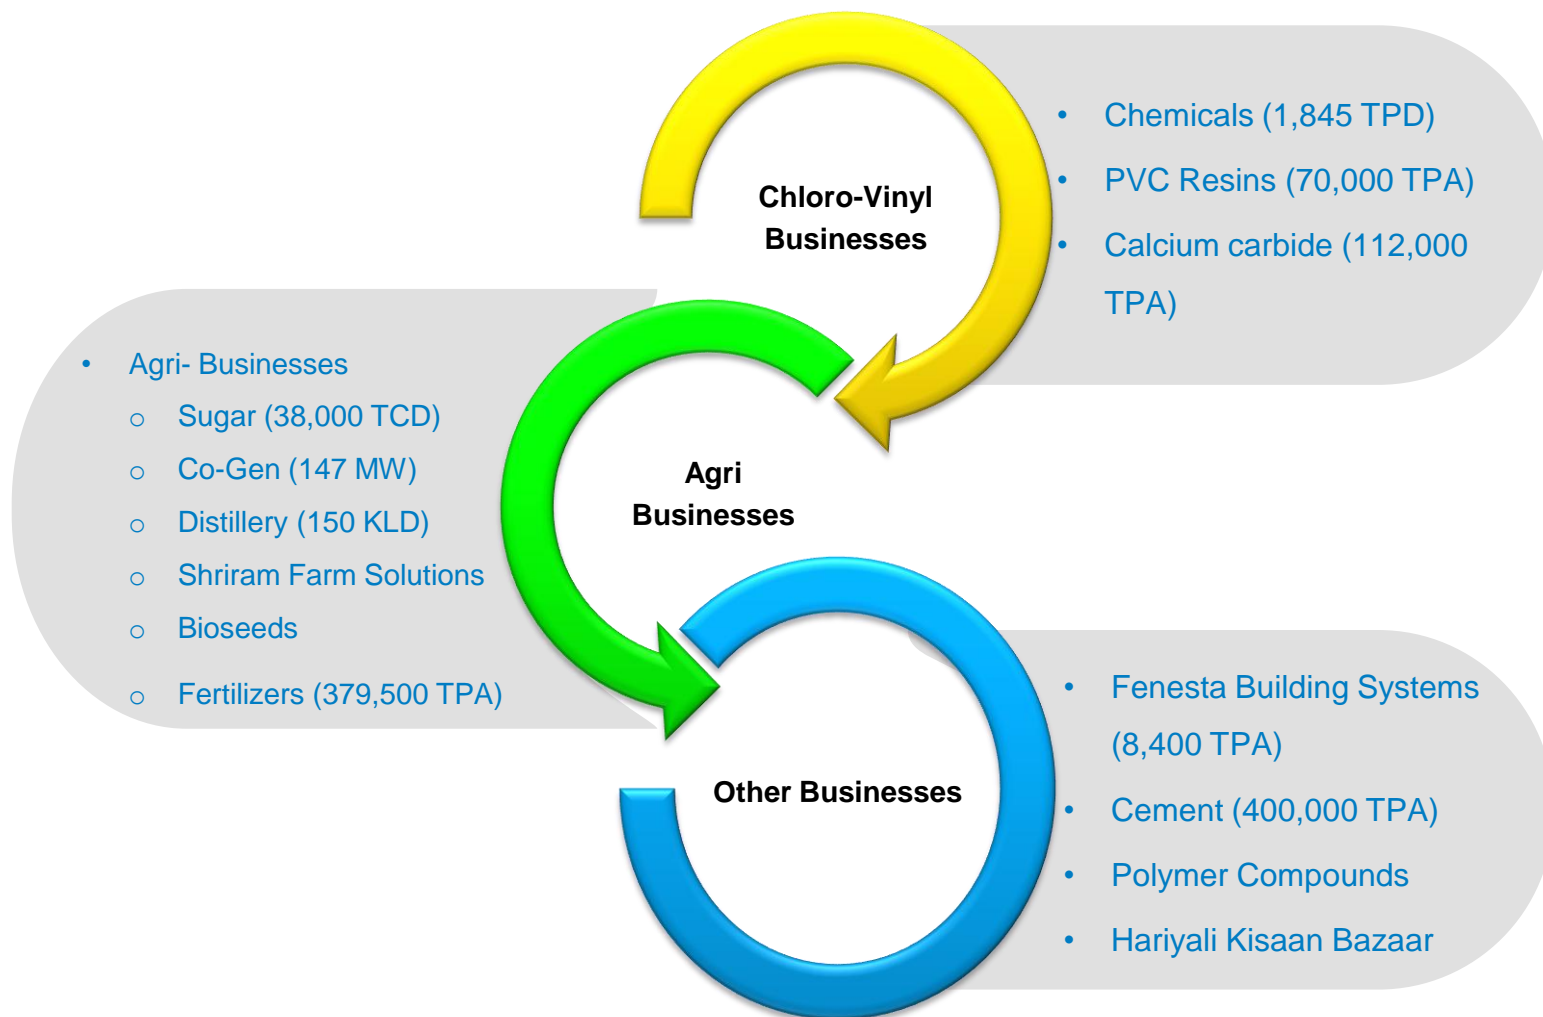 Chloro-Vinyl
Businesses
• Chemicals (1,845 TPD)
• PVC Resins (70,000 TPA)
• Calcium carbide (112,000
TPA)
• Agri- Businesses
o Sugar (38,000 TCD)
o Co-Gen (147 MW)
o Distillery (150 KLD)
o Shriram Farm Solutions
o Bioseeds
o Fertilizers (379,500 TPA)
Agri
Businesses
Other Businesses
• Fenesta Building Systems
(8,400 TPA)
• Cement (400,000 TPA)
• Polymer Compounds
• Hariyali Kisaan Bazaar